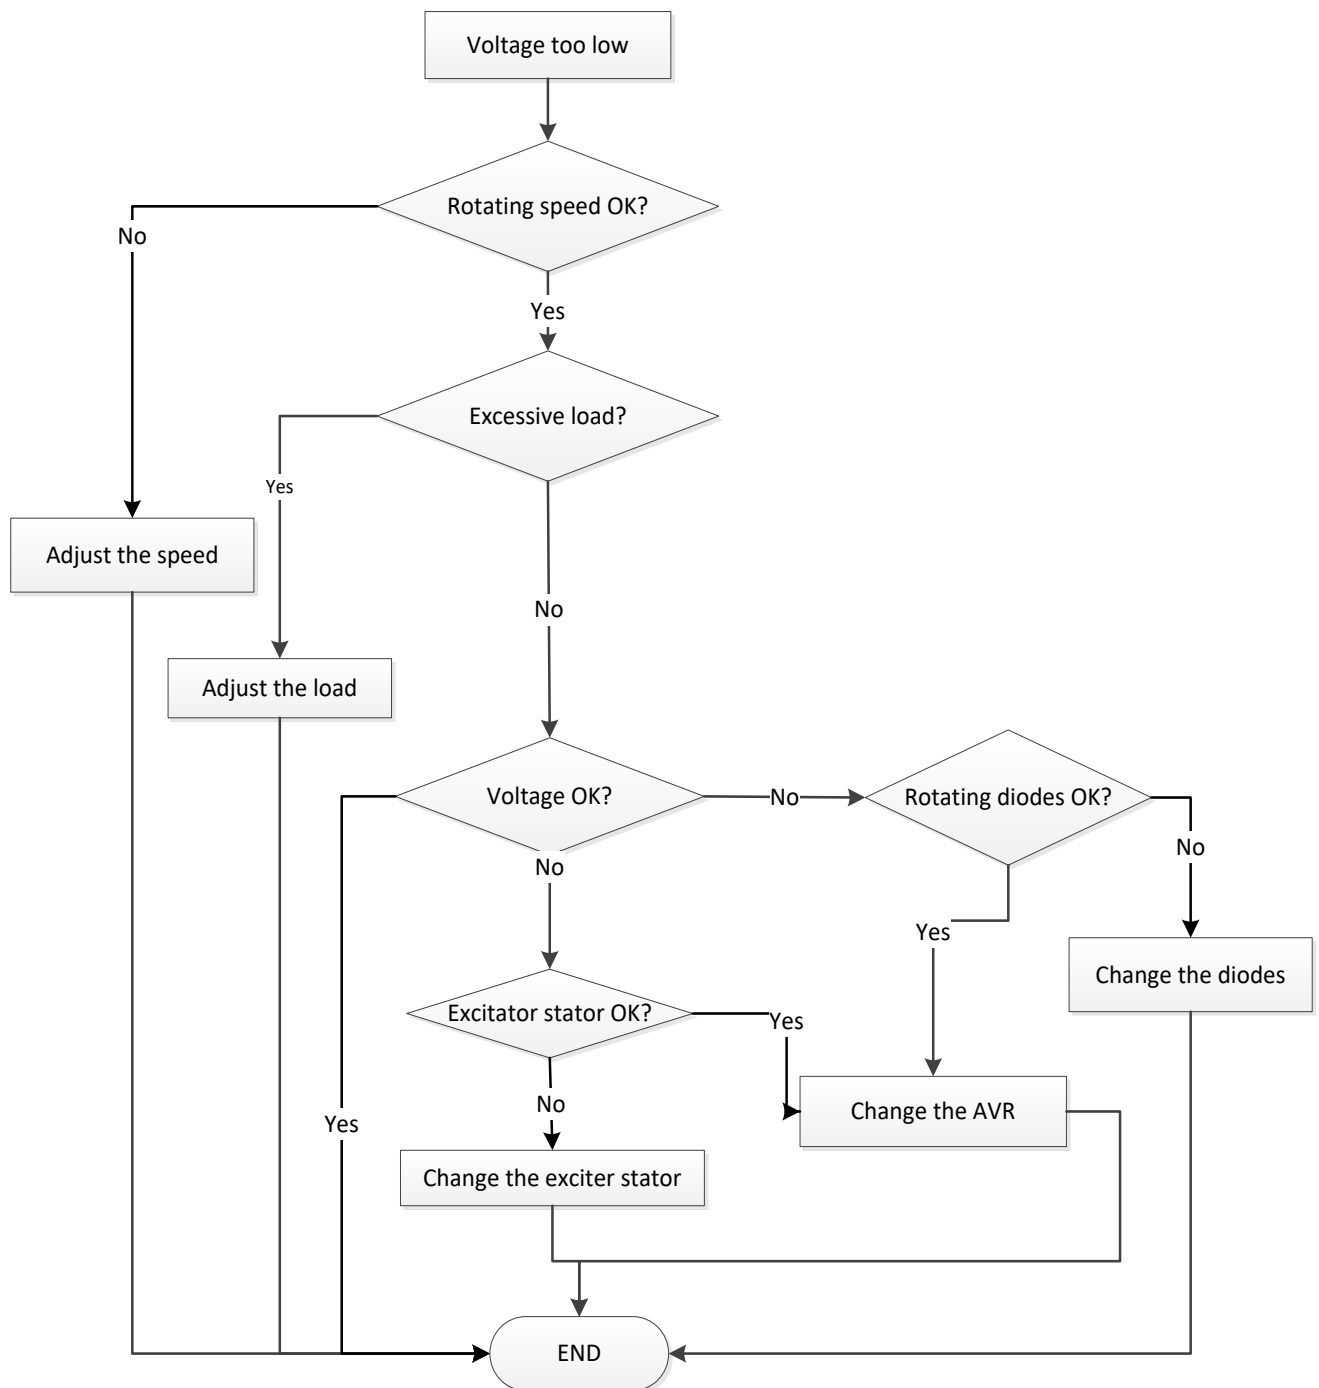 Voltage too low
Rotating speed OK?
No
Yes
Excessive load?
Yes
Adjust the speed
No
Adjust the load
Voltage OK?
No
Rotating diodes OK?
No
No
Yes
Change the diodes
Excitator stator OK?
Yes
No
Change the AVR
Yes
Change the exciter stator
END